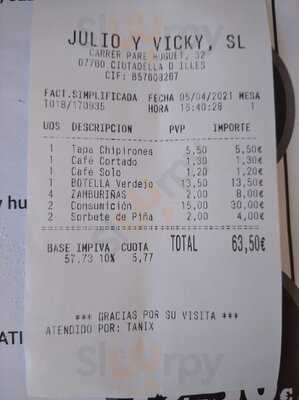 JULIO Y VICKY, SL
CARRER PARE HUGUET, 32
07760 CIUTADELLA D ILLES
CIF: B57609207
FACT.SIMPLIFICADA FECHA 05/04/2021 MESA
T018/170935 HORA 16:40:28 1
UDS DESCRIPCION PVP IMPORTE
1 Tapa Chipirones 5,50 5,50€
1 Café Cortado 1,30 1,30€
1 Café Solo 1,20 1,20€
1 BOTELLA Verdejo 13,50 13,50€
4 ZAMBURIÑAS 2,00 8,00€
2 Consumición 15,00 30,00€
2 Sorbete de Piña 2,00 4,00€
BASE IMPIVA CUOTA TOTAL 63,50€
57,73 10% 5,77
*** GRACIAS POR SU VISITA ***
ATENDIDO POR: TANIX
Sluurpy